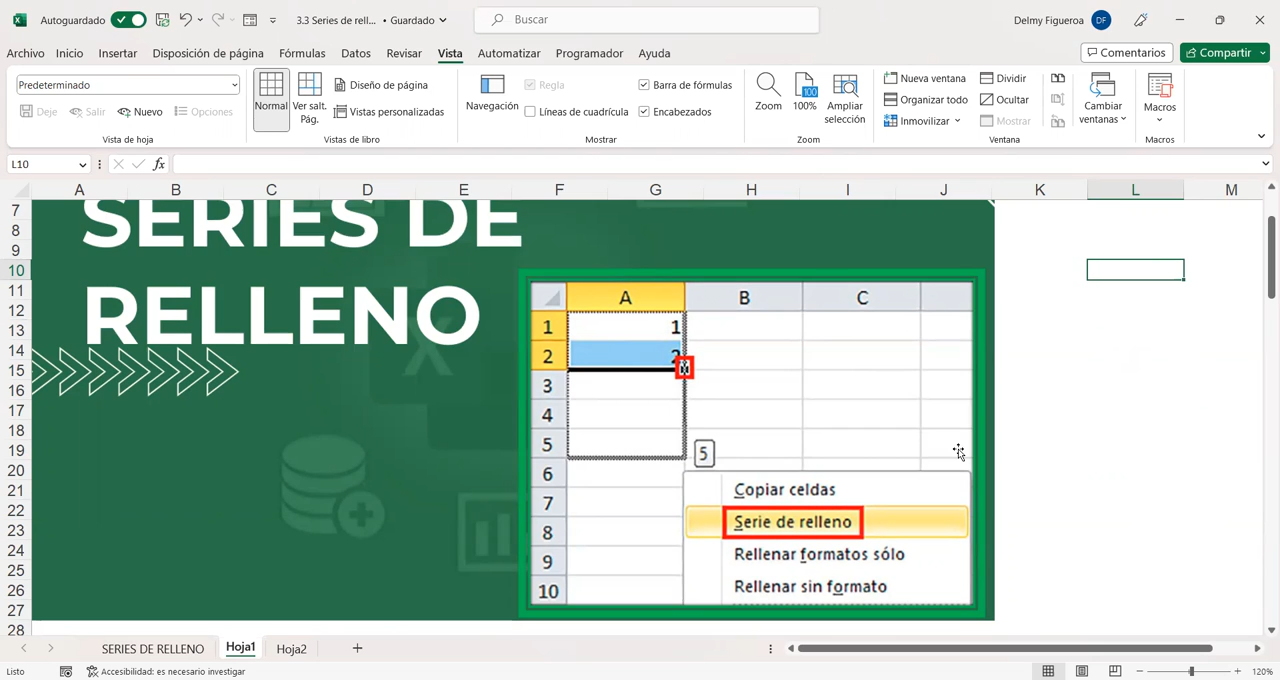 Autoguardado
3.3 Series de rell... • Guardado
Buscar
Delmy Figueroa
DF
Archivo Inicio Insertar Disposición de página Fórmulas Datos Revisar Vista Automatizar Programador Ayuda
Comentarios
Compartir
Predeterminado
Deje Salir Nuevo Opciones
Vista de hoja
Normal
Ver salt. Pág.
Diseño de página
Vistas personalizadas
Vistas de libro
Navegación
Regla
Líneas de cuadrícula
Barra de fórmulas
Encabezados
Mostrar
Zoom
100%
100
Ampliar selección
Zoom
Nueva ventana
Organizar todo
Inmovilizar
Dividir
Ocultar
Mostrar
Cambiar ventanas
Ventana
Macros
Macros
L10
fx
A B C D E F G H I J K L M
7
8
9
10
11
12
13
14
15
16
17
18
19
20
21
22
23
24
25
26
27
28
SERIES DE
RELLENO
X
A B C
1 1
2 2
3
4
5
5
6
7
8
9
10
Copiar celdas
Serie de relleno
Rellenar formatos sólo
Rellenar sin formato
SERIES DE RELLENO Hoja1 Hoja2
Listo
Accesibilidad: es necesario investigar
120%